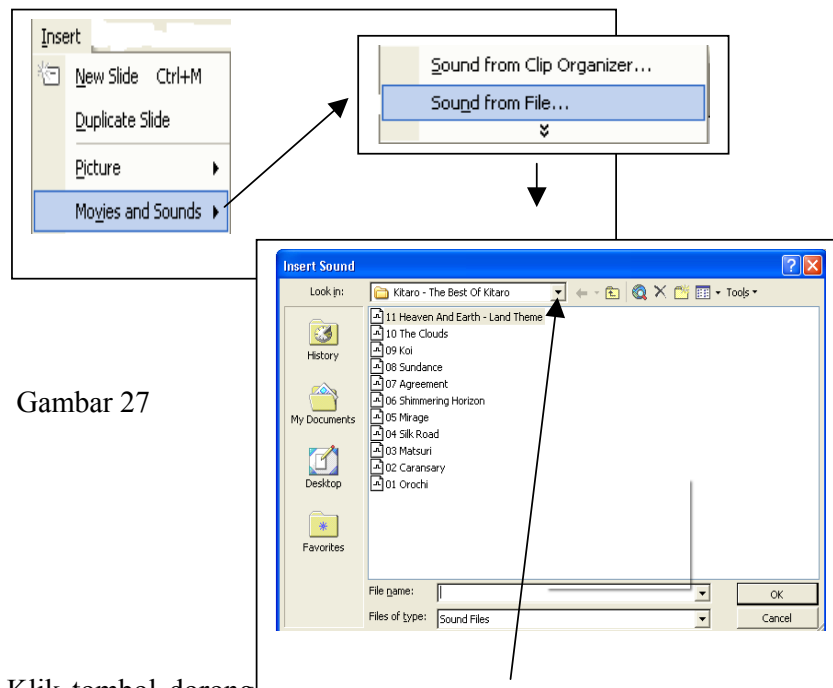 Insert
New Slide Ctrl+M
Duplicate Slide
Picture
Movies and Sounds
Sound from Clip Organizer...
Sound from File...
Insert Sound
Look in:
Kitaro - The Best Of Kitaro
Tools
History
My Documents
Desktop
Favorites
11 Heaven And Earth - Land Theme
10 The Clouds
09 Koi
08 Sundance
07 Agreement
06 Shimmering Horizon
05 Mirage
04 Silk Road
03 Matsuri
02 Caransary
01 Orochi
File name:
OK
Files of type:
Sound Files
Cancel
Gambar 27
Klik tombol dorong